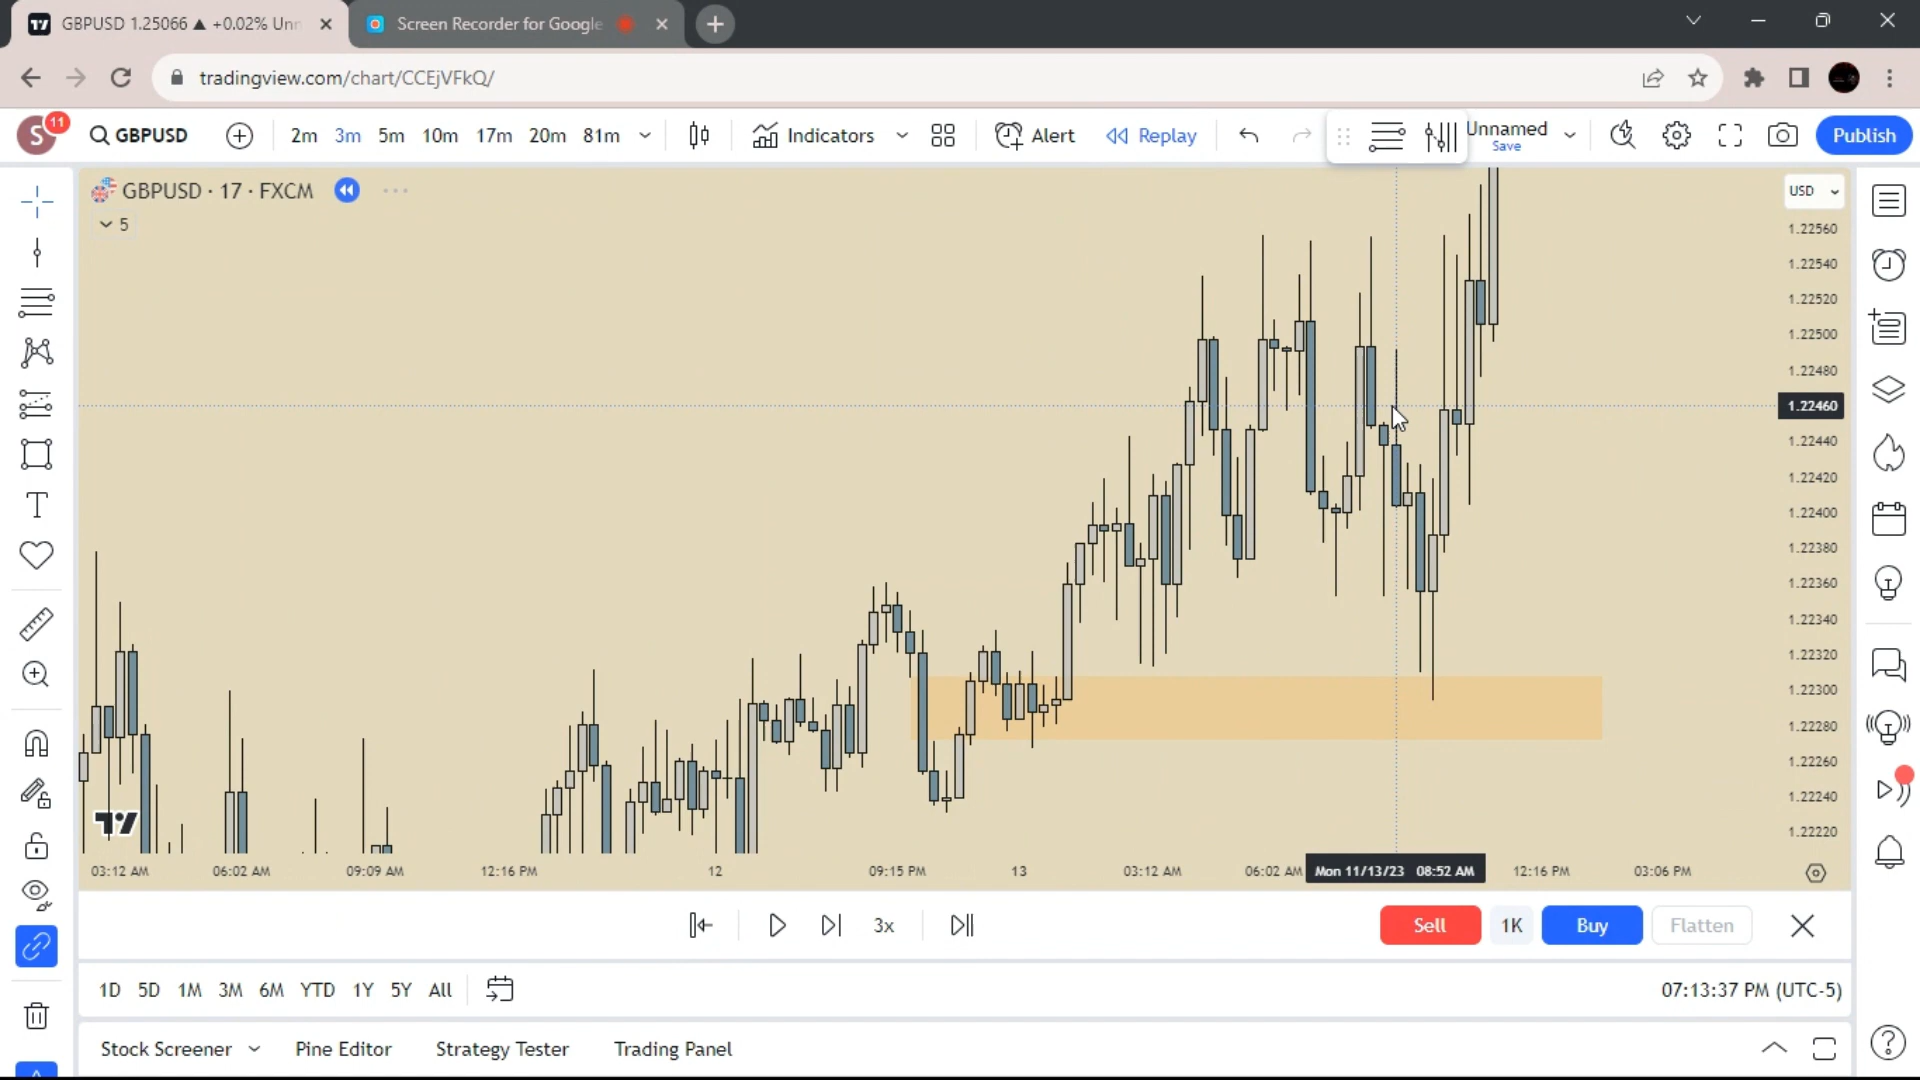 GBPUSD 1.25066 ▲ +0.02% Unn
Screen Recorder for Google
tradingview.com/chart/CCEjVFkQ/
S
11
GBPUSD
2m 3m 5m 10m 17m 20m 81m
Indicators
Alert
Replay
Unnamed
Save
Publish
GBPUSD · 17 · FXCM
5
USD
1.22560
1.22540
1.22520
1.22500
1.22480
1.22460
1.22440
1.22420
1.22400
1.22380
1.22360
1.22340
1.22320
1.22300
1.22280
1.22260
1.22240
1.22220
03:12 AM 06:02 AM 09:09 AM 12:16 PM 12 09:15 PM 13 03:12 AM 06:02 AM Mon 11/13/23 08:52 AM 12:16 PM 03:06 PM
3x
Sell 1K Buy Flatten
1D 5D 1M 3M 6M YTD 1Y 5Y All
07:13:37 PM (UTC-5)
Stock Screener Pine Editor Strategy Tester Trading Panel